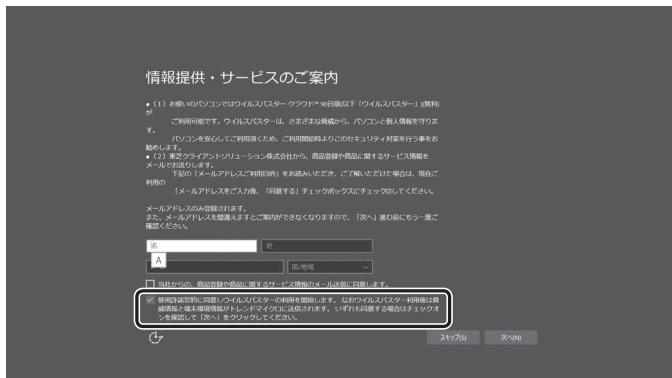 情報提供・サービスのご案内
• (1) お使いのパソコンではウイルスバスター クラウド™ 90日版(以下「ウイルスバスター」)(無料)
が
ご利用可能です。ウイルスバスターは、さまざまな脅威から、パソコンと個人情報を守りま
す。
パソコンを安心してご利用頂くため、ご利用開始時よりこのセキュリティ対策を行う事をお
勧めします。
• (2) 東芝クライアントソリューション株式会社から、商品登録や商品に関するサービス情報を
メールでお送りします。
下記の「メールアドレスご利用目的」をお読みいただき、ご了解いただけた場合は、現在ご
利用の
「メールアドレスをご入力後、「同意する」チェックボックスにチェック☑してください。
メールアドレスのみ登録されます。
また、メールアドレスを間違えますとご案内ができなくなりますので、「次へ」進む前にもう一度ご
確認ください。
名 姓
A
国/地域
当社からの、商品登録や商品に関するサービス情報のメール送信に同意します。
使用許諾契約に同意しウイルスバスターの利用を開始します。なおウイルスバスター利用後は脅
威情報と端末環境情報がトレンドマイクロに送信されます。いずれも同意する場合はチェックオ
ンを確認して「次へ」をクリックしてください。
スキップ(S) 次へ(N)